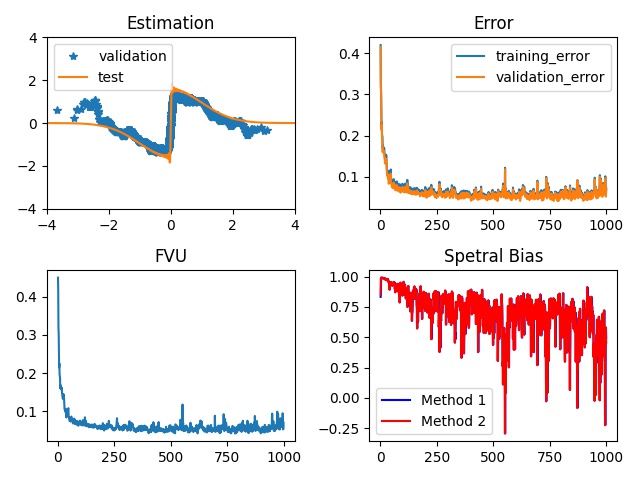 Estimation
4
2
0
−2
−4
−4 −2 0 2 4
validation
test
Error
0.4
0.3
0.2
0.1
0 250 500 750 1000
training_error
validation_error
FVU
0.4
0.3
0.2
0.1
0 250 500 750 1000
Spetral Bias
1.00
0.75
0.50
0.25
0.00
−0.25
0 250 500 750 1000
Method 1
Method 2